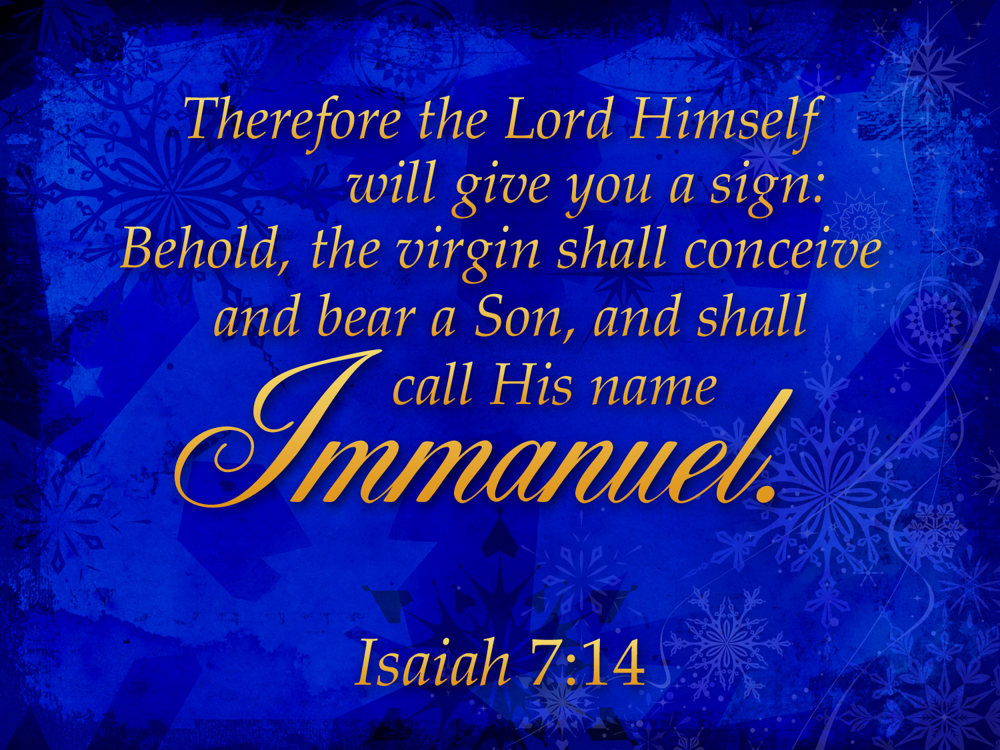 Therefore the Lord Himself
will give you a sign:
Behold, the virgin shall conceive
and bear a Son, and shall
call His name
Immanuel.
Isaiah 7:14